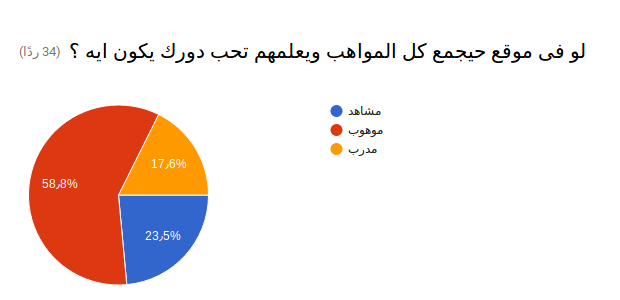 لو فى موقع حيجمع كل المواهب ويعلمهم تحب دورك يكون ايه ؟ (34 ردًا)
مشاهد
موهوب
مدرب
17٫6%
58٫8%
23٫5%